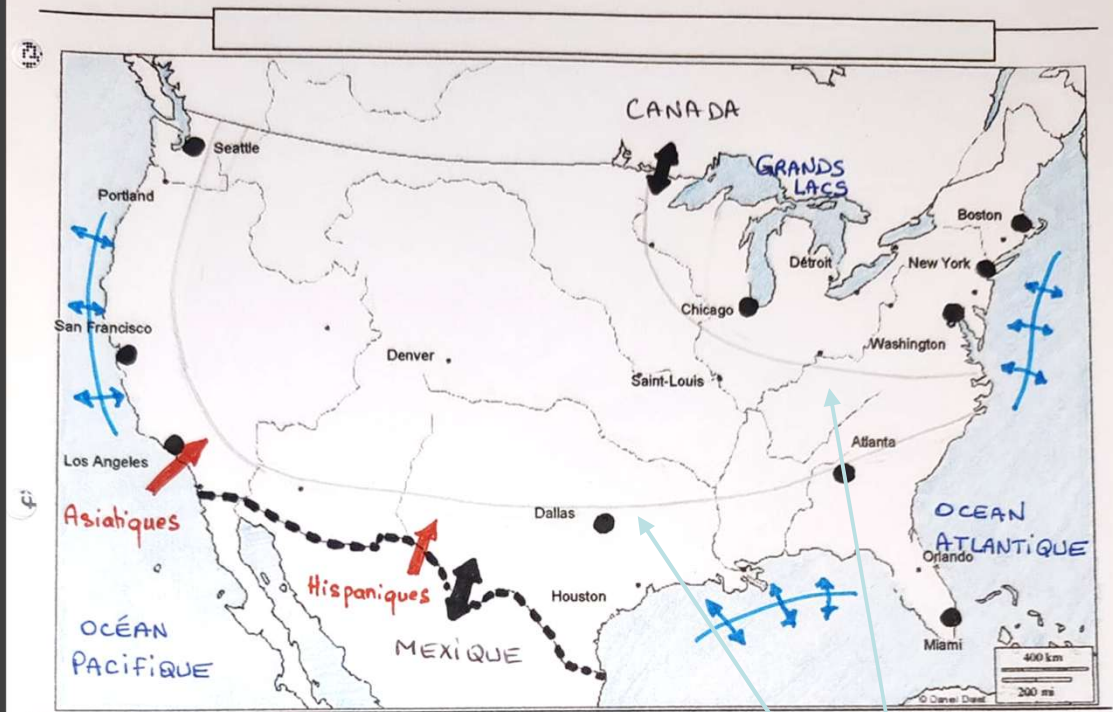 CANADA
GRANDS
LACS
Seattle
Portland
Boston
Détroit
New York
Chicago
San Francisco
Washington
Denver
Saint-Louis
Los Angeles
Atlanta
Asiatiques
Dallas
OCEAN
ATLANTIQUE
Orlando
Hispaniques
Houston
OCÉAN
PACIFIQUE
MEXIQUE
Miami
400 km
200 mi